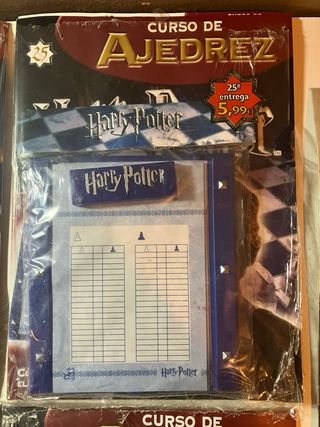 CURSO DE
25
AJEDREZ
25ª
entrega
5,99€
Harry Potter
Harry Potter
Harry Potter
CURSO DE